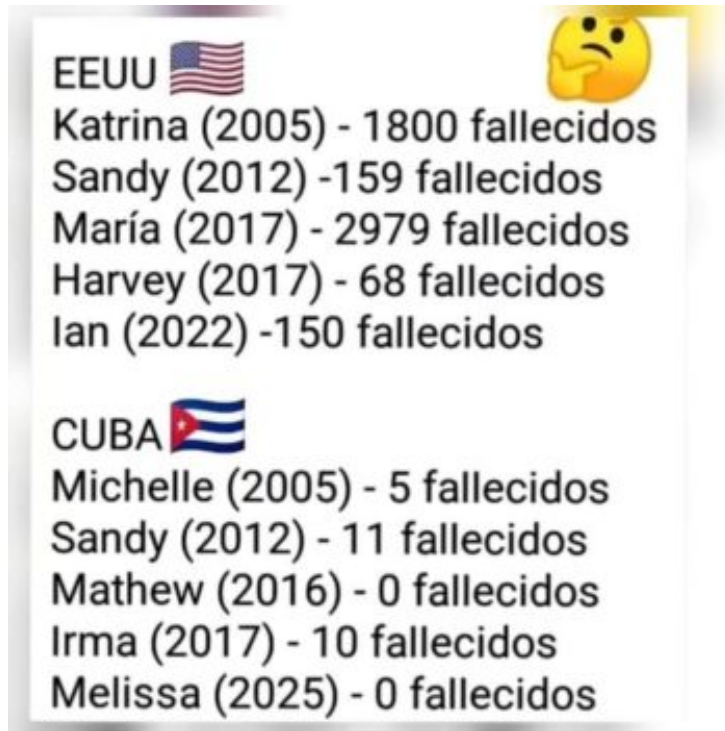 EEUU 🇺🇸
Katrina (2005) - 1800 fallecidos
Sandy (2012) -159 fallecidos
María (2017) - 2979 fallecidos
Harvey (2017) - 68 fallecidos
Ian (2022) -150 fallecidos
CUBA 🇨🇺
Michelle (2005) - 5 fallecidos
Sandy (2012) - 11 fallecidos
Mathew (2016) - 0 fallecidos
Irma (2017) - 10 fallecidos
Melissa (2025) - 0 fallecidos